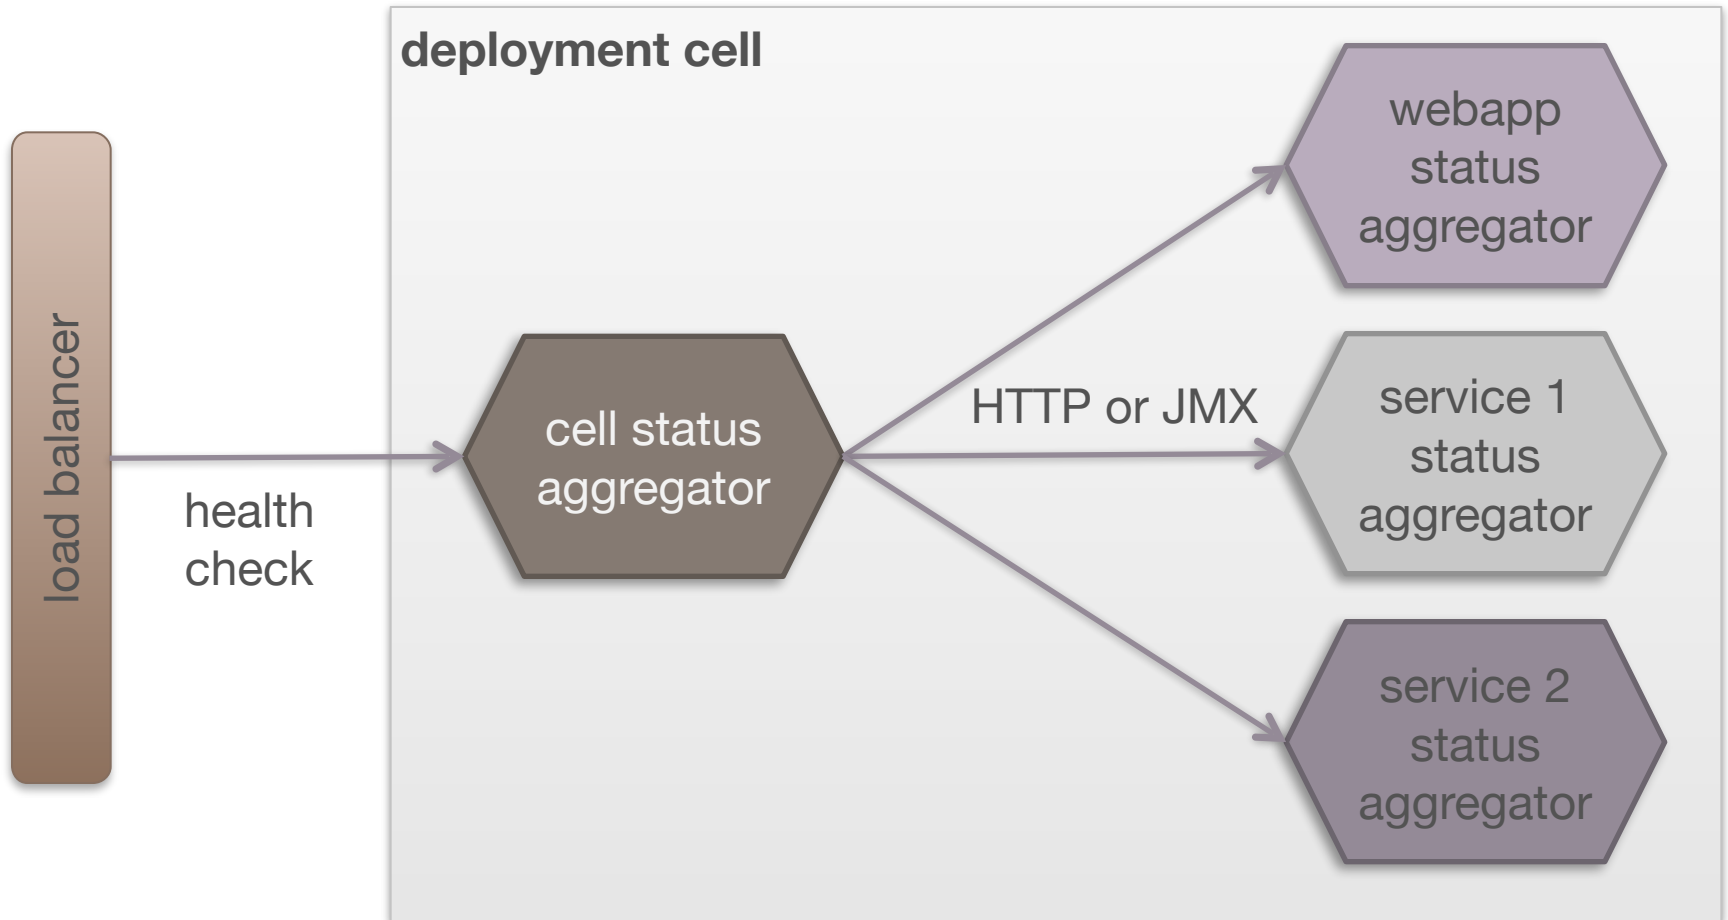 deployment cell
load balancer
health
check
cell status
aggregator
HTTP or JMX
webapp
status
aggregator
service 1
status
aggregator
service 2
status
aggregator